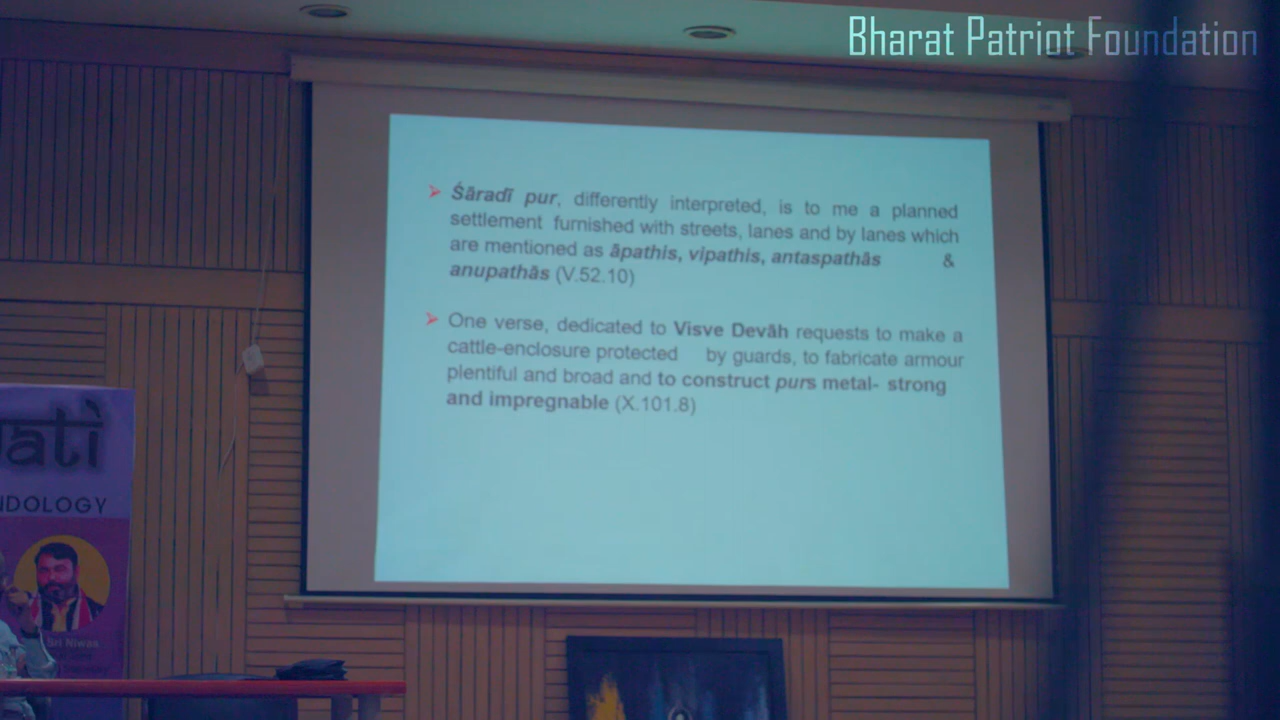 Bharat Patriot Foundation
Śāradī pur, differently interpreted, is to me a planned
settlement furnished with streets, lanes and by lanes which
are mentioned as āpathis, vipathis, antaspathās &
anupathās (V.52.10)
One verse, dedicated to Visve Devāh requests to make a
cattle-enclosure protected by guards, to fabricate armour
plentiful and broad and to construct purs metal- strong
and impregnable (X.101.8)
ati
NDOLOGY
Sri Niwas